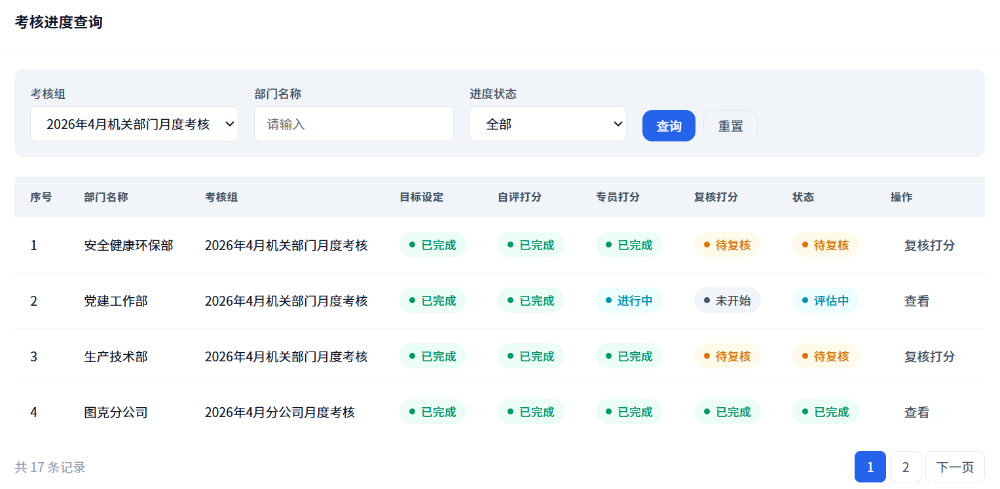 考核进度查询
考核组 部门名称 进度状态
2026年4月机关部门月度考核 请输入 全部 查询 重置
序号 部门名称 考核组 目标设定 自评打分 专员打分 复核打分 状态 操作
1 安全健康环保部 2026年4月机关部门月度考核 已完成 已完成 已完成 待复核 待复核 复核打分
2 党建工作部 2026年4月机关部门月度考核 已完成 已完成 进行中 未开始 评估中 查看
3 生产技术部 2026年4月机关部门月度考核 已完成 已完成 已完成 待复核 待复核 复核打分
4 图克分公司 2026年4月分公司月度考核 已完成 已完成 已完成 已完成 已完成 查看
共 17 条记录 1 2 下一页